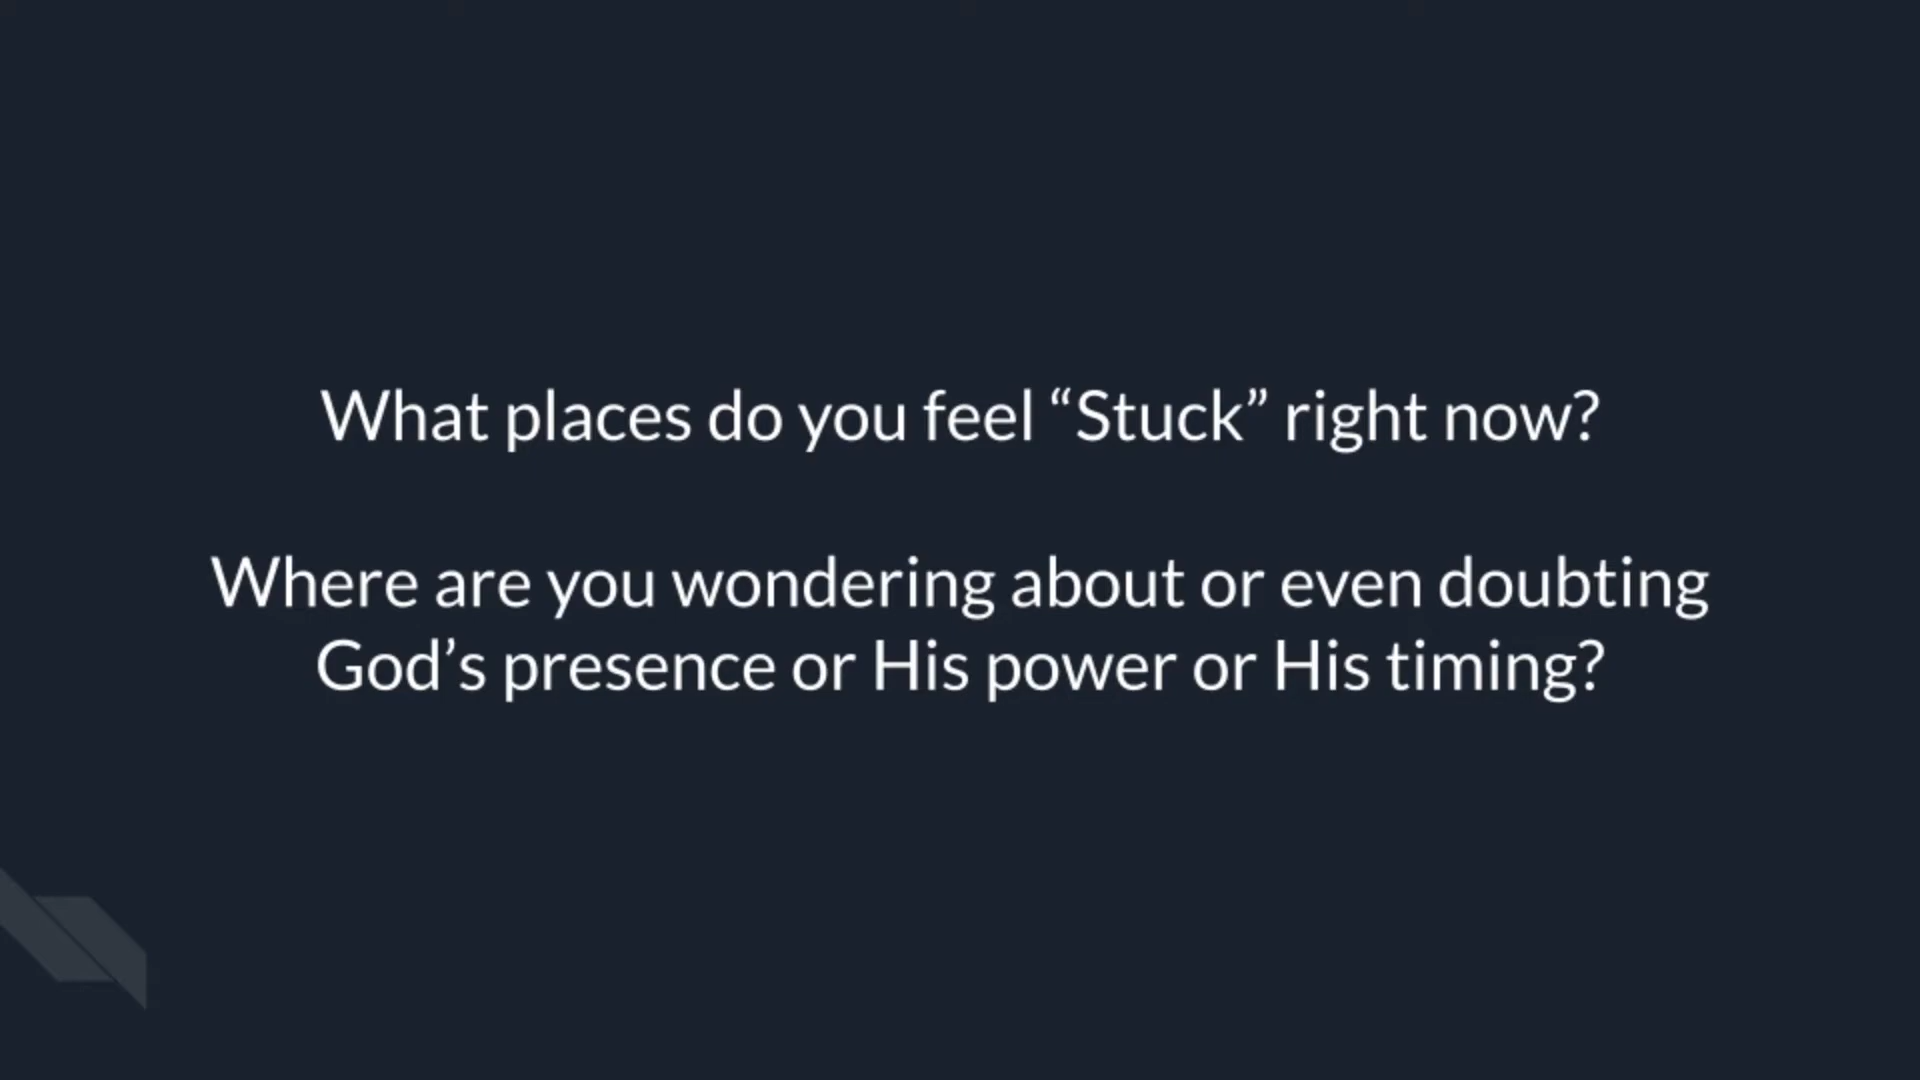 What places do you feel “Stuck” right now?
Where are you wondering about or even doubting
God’s presence or His power or His timing?